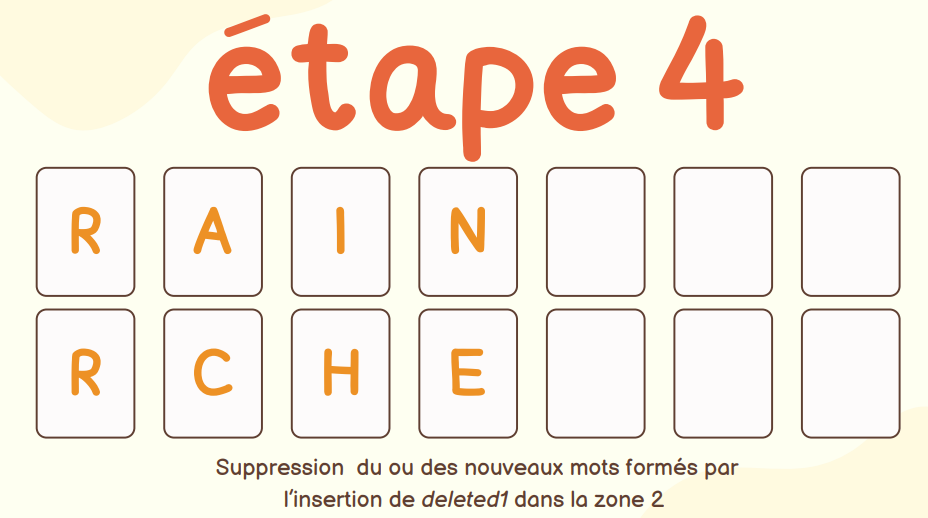 étape 4
R A I N
R C H E
Suppression du ou des nouveaux mots formés par
l'insertion de deleted1 dans la zone 2